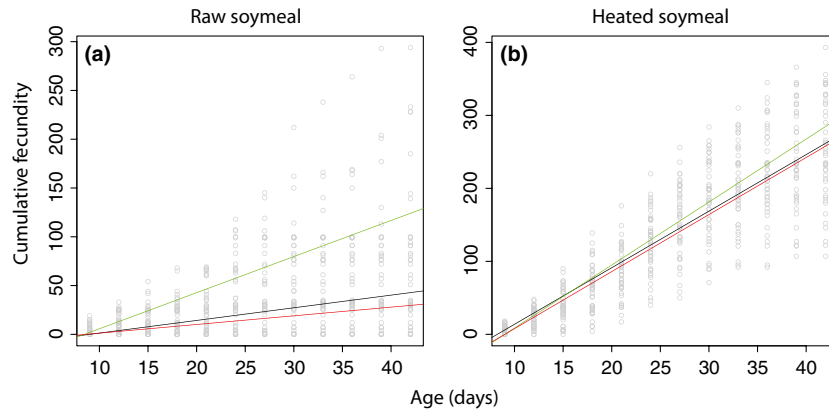 Raw soymeal
Heated soymeal
(a)
(b)
Cumulative fecundity
300
250
200
150
100
50
0
400
300
200
100
0
10 15 20 25 30 35 40
10 15 20 25 30 35 40
Age (days)